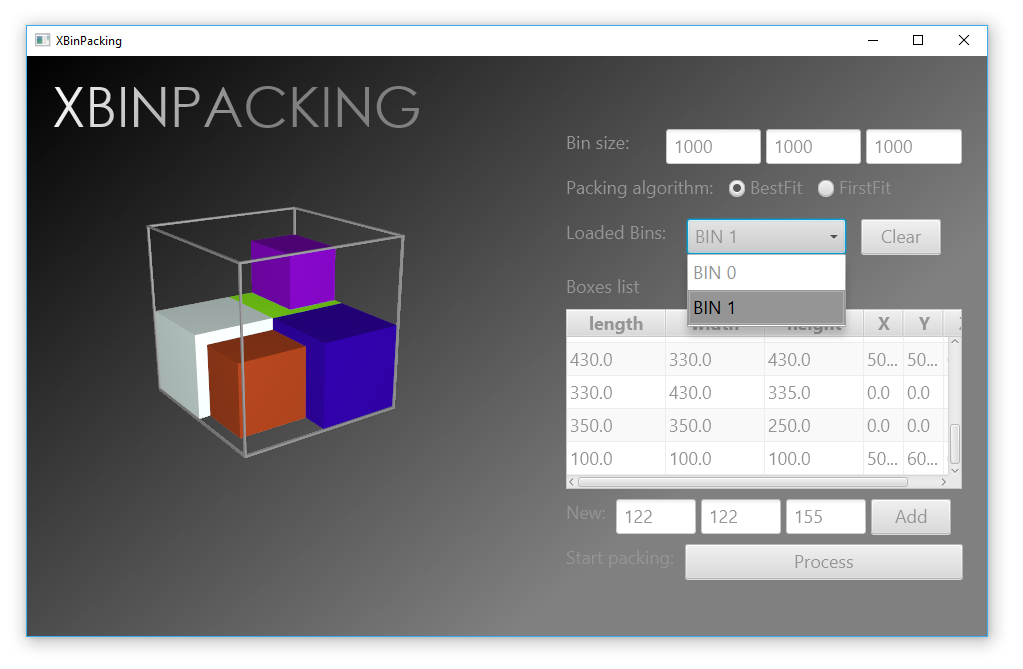 XBinPacking
XBINPACKING
Bin size: 1000 1000 1000
Packing algorithm: BestFit FirstFit
Loaded Bins: BIN 1 Clear
BIN 0
Boxes list
BIN 1
length width height X Y
430.0 330.0 430.0 50... 50...
330.0 430.0 335.0 0.0 0.0
350.0 350.0 250.0 0.0 0.0
100.0 100.0 100.0 50... 60...
New: 122 122 155 Add
Start packing: Process